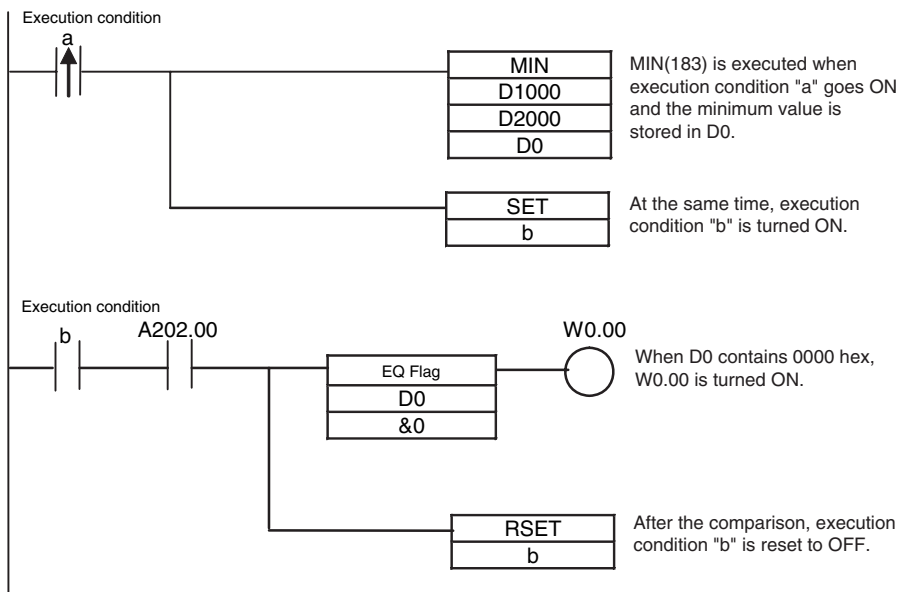 Execution condition
a
MIN
D1000
D2000
D0
MIN(183) is executed when
execution condition "a" goes ON
and the minimum value is
stored in D0.
SET
b
At the same time, execution
condition "b" is turned ON.
Execution condition
b
A202.00
EQ Flag
D0
&0
W0.00
When D0 contains 0000 hex,
W0.00 is turned ON.
RSET
b
After the comparison, execution
condition "b" is reset to OFF.